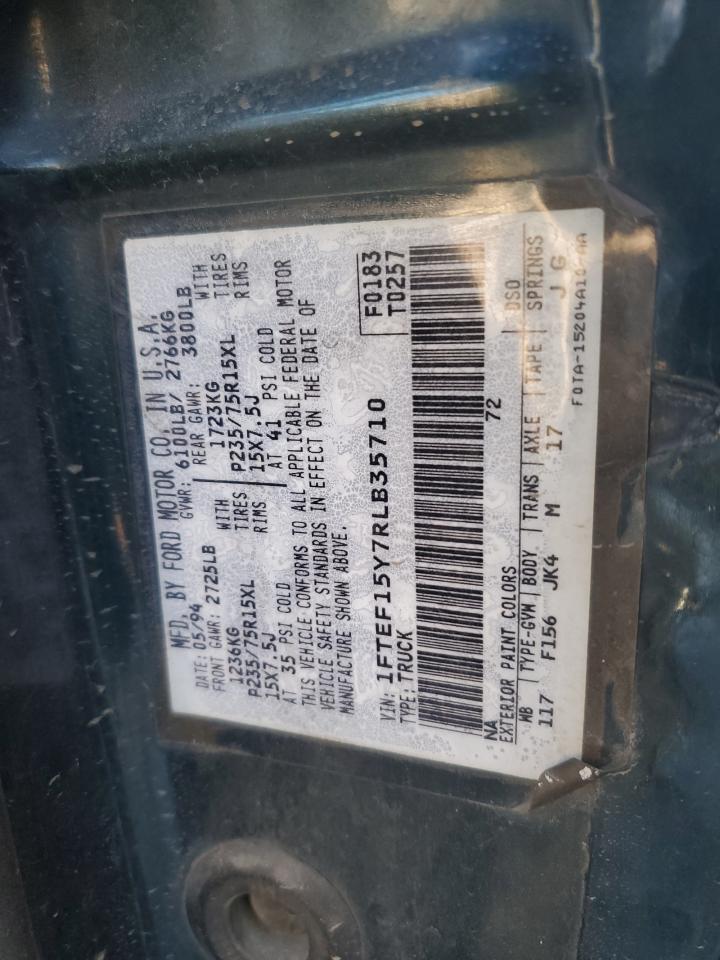 MFD. BY FORD MOTOR CO. IN U.S.A.
DATE: 05/94 GVWR: 6100LB/ 2766KG
FRONT GAWR: 2725LB REAR GAWR: 3800LB
1236KG WITH 1723KG WITH
P235/75R15XL TIRES P235/75R15XL TIRES
15X7.5J RIMS 15X7.5J RIMS
AT 35 PSI COLD AT 41 PSI COLD
THIS VEHICLE CONFORMS TO ALL APPLICABLE FEDERAL MOTOR
VEHICLE SAFETY STANDARDS IN EFFECT ON THE DATE OF
MANUFACTURE SHOWN ABOVE.
F0183
VIN: 1FTEF15Y7RLB35710 T0257
TYPE: TRUCK
NA 72
EXTERIOR PAINT COLORS DSO
WB TYPE-GVW BODY TRANS AXLE TAPE SPRINGS
117 F156 JK4 M 17 J G